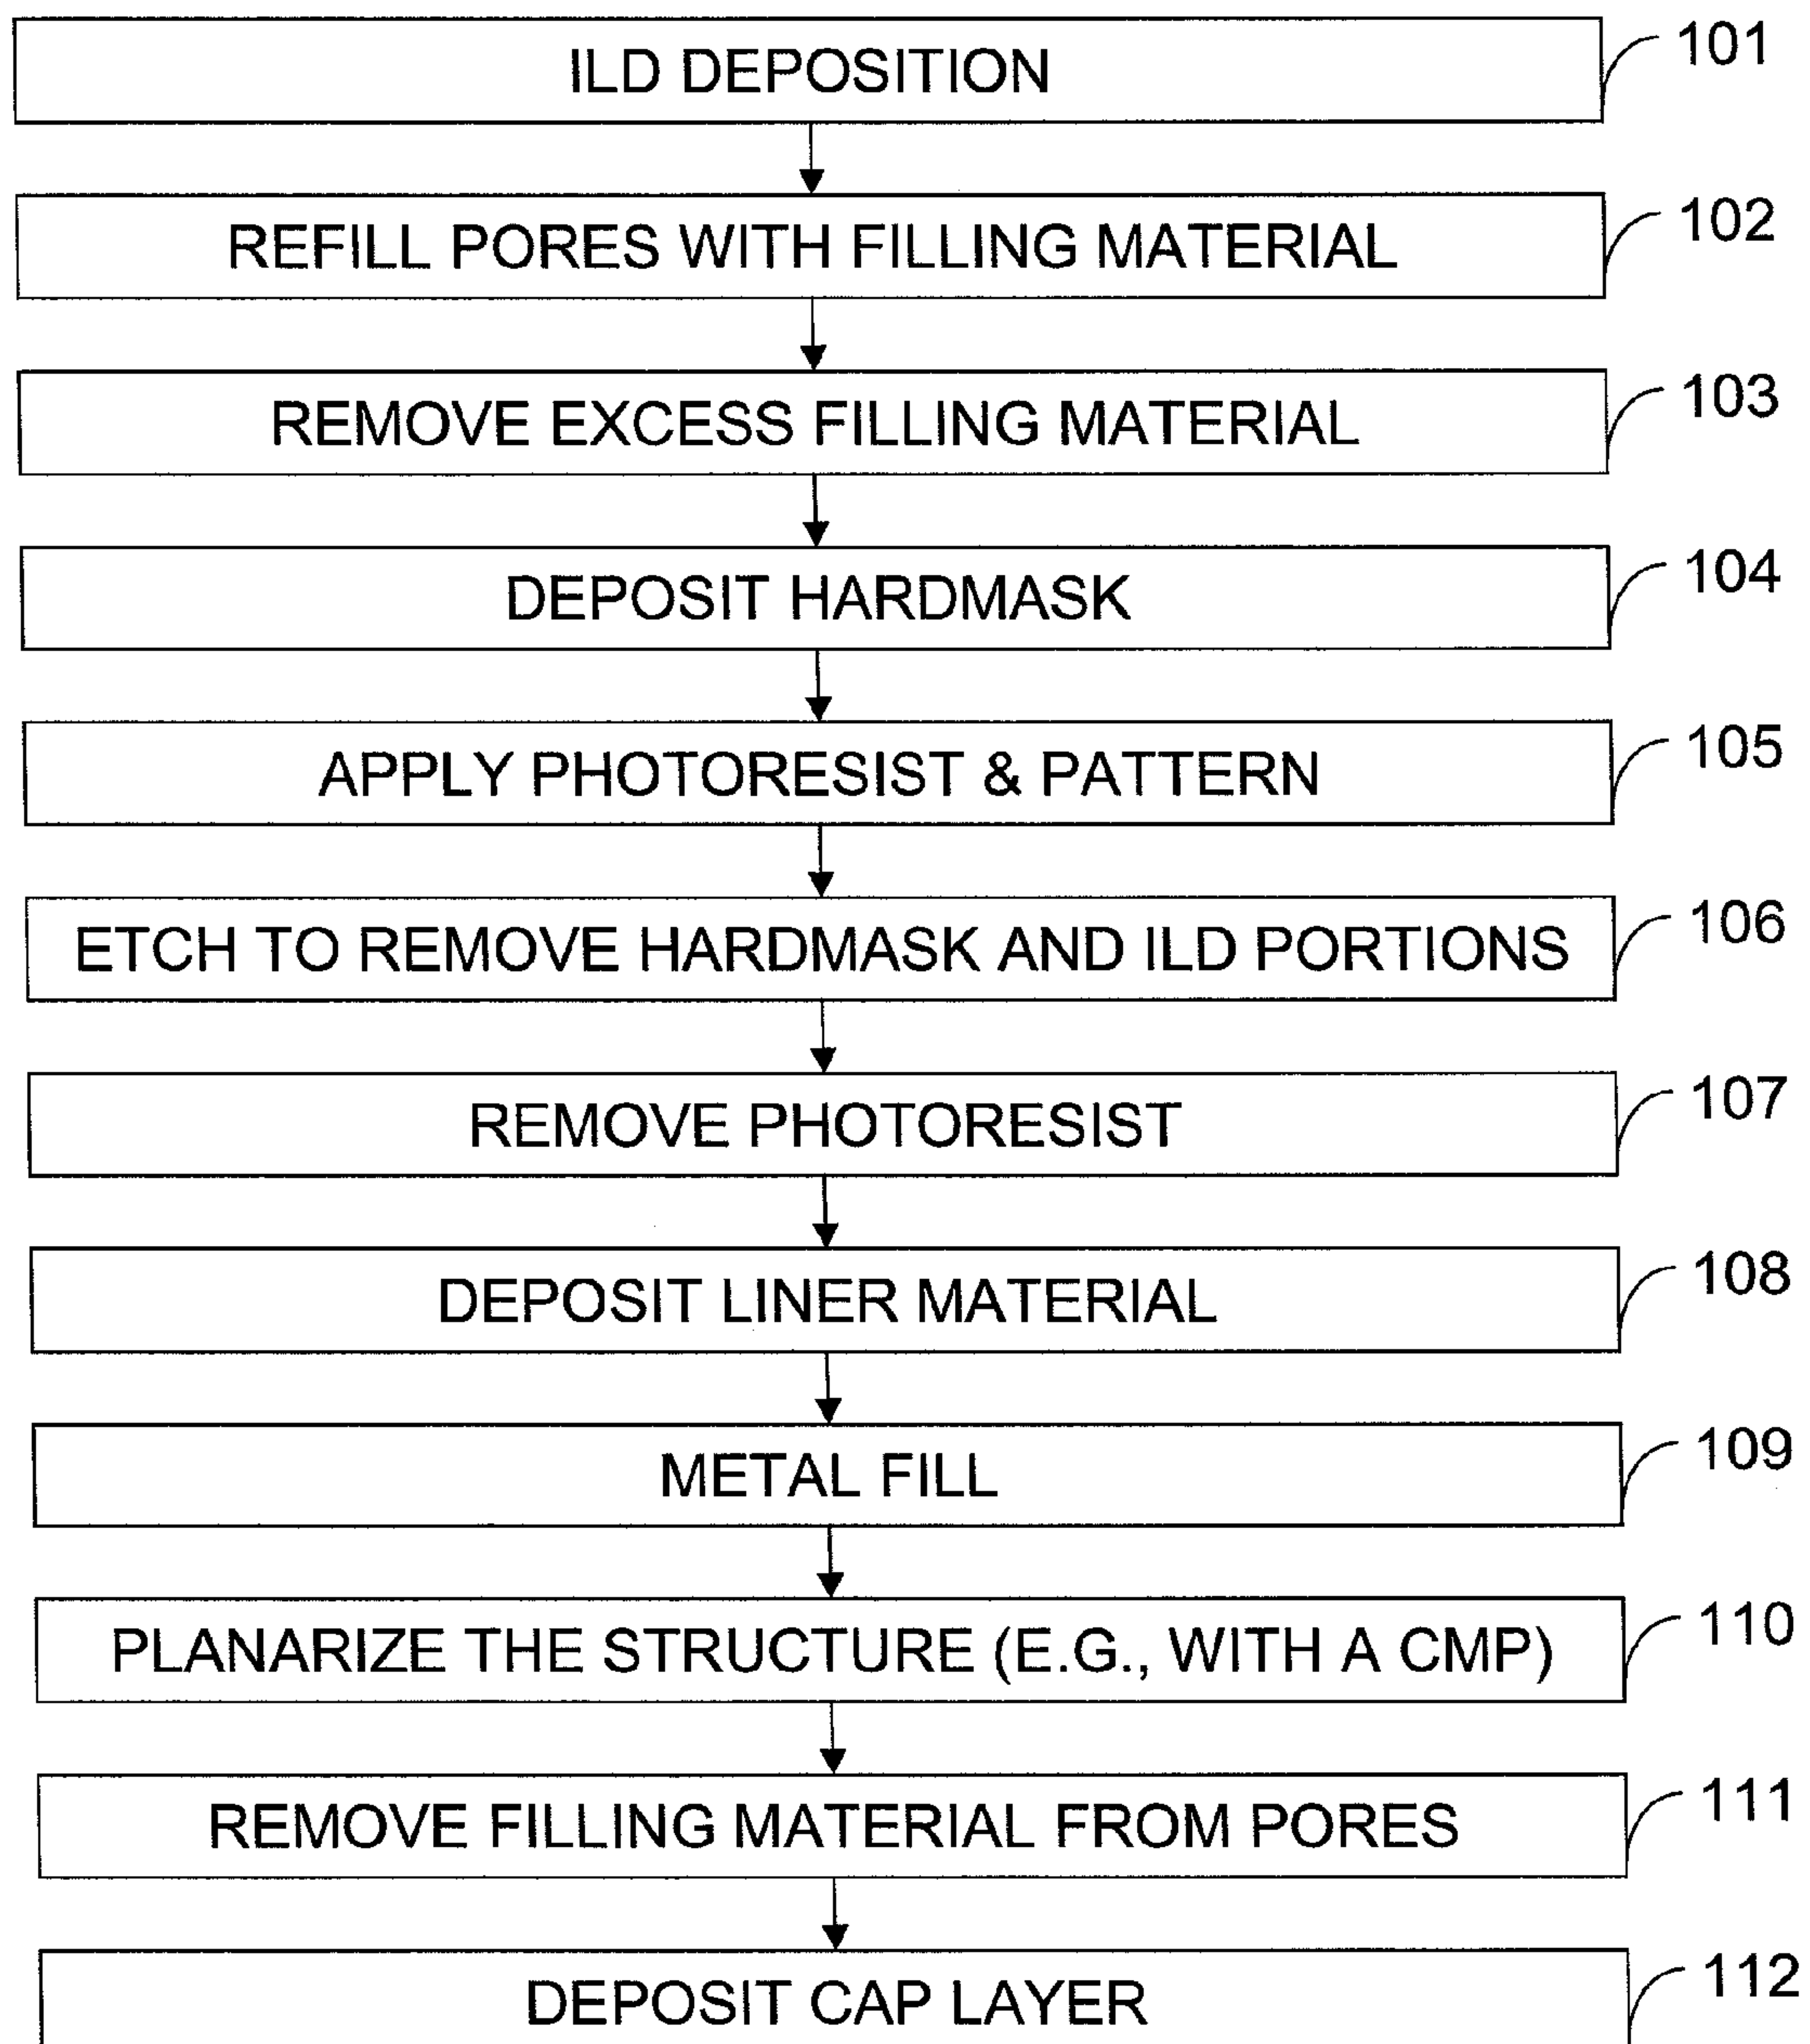 ILD DEPOSITION 101
REFILL PORES WITH FILLING MATERIAL 102
REMOVE EXCESS FILLING MATERIAL 103
DEPOSIT HARDMASK 104
APPLY PHOTORESIST & PATTERN 105
ETCH TO REMOVE HARDMASK AND ILD PORTIONS 106
REMOVE PHOTORESIST 107
DEPOSIT LINER MATERIAL 108
METAL FILL 109
PLANARIZE THE STRUCTURE (E.G., WITH A CMP) 110
REMOVE FILLING MATERIAL FROM PORES 111
DEPOSIT CAP LAYER 112